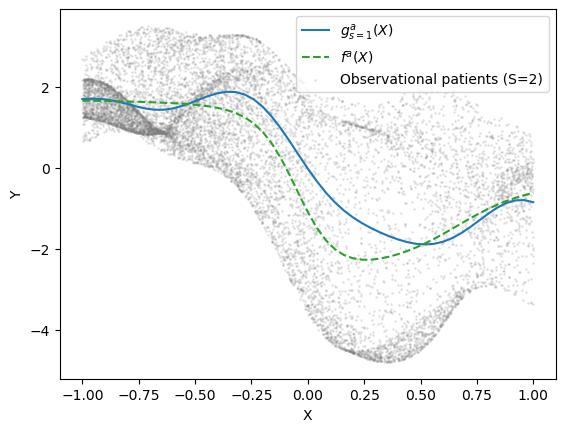 g^a_{s=1}(X)
f^a(X)
Observational patients (S=2)
Y
2
0
−2
−4
−1.00 −0.75 −0.50 −0.25 0.00 0.25 0.50 0.75 1.00
X